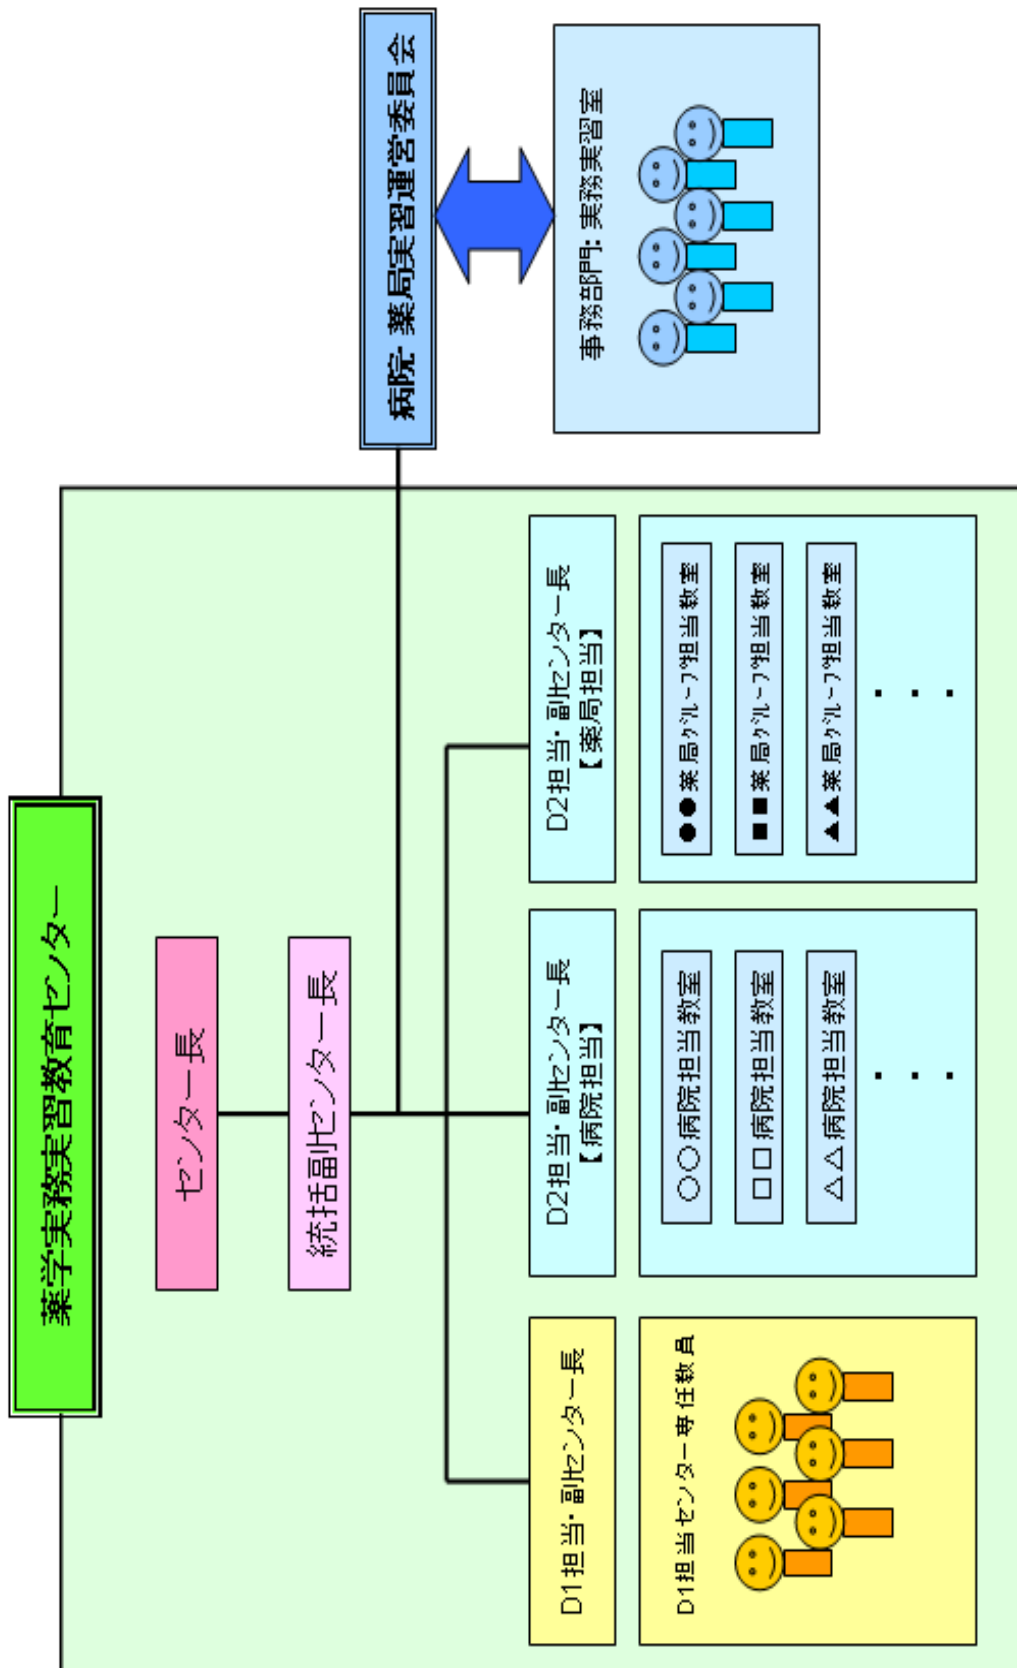 薬学実務実習教育センター
センター長
統括副センター長
病院・薬局実習運営委員会
事務部門: 実務実習室
D1担当・副センター長
D1担当センター専任教員
D2担当・副センター長
【病院担当】
○○病院担当教室
□□病院担当教室
△△病院担当教室
・・・
D2担当・副センター長
【薬局担当】
●●薬局グループ担当教室
■■薬局グループ担当教室
▲▲薬局グループ担当教室
・・・